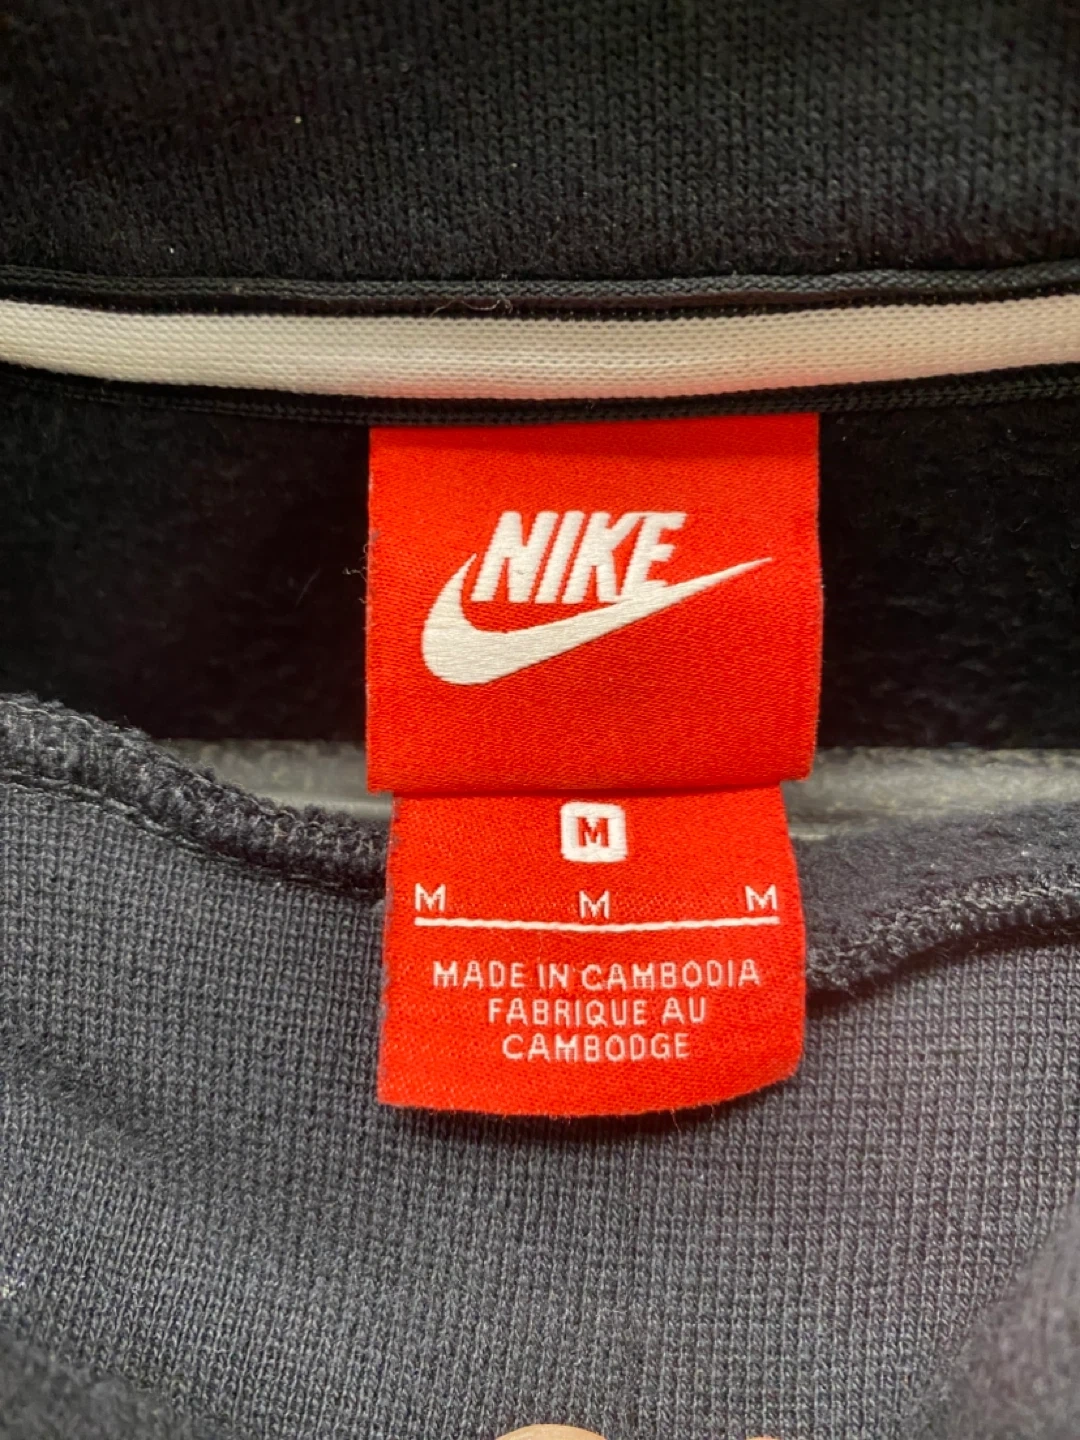 NIKE
M
M M M
MADE IN CAMBODIA
FABRIQUE AU
CAMBODGE